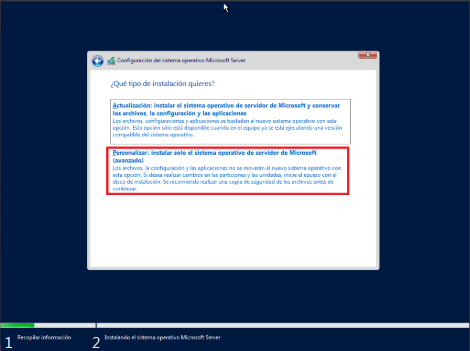 Configuración del sistema operativo Microsoft Server
¿Qué tipo de instalación quieres?
Actualización: instalar el sistema operativo de servidor de Microsoft y conservar
los archivos, la configuración y las aplicaciones
Los archivos, configuraciones y aplicaciones se trasladan al nuevo sistema operativo con esta
opción. Esta opción sólo está disponible cuando en el equipo ya se está ejecutando una versión
compatible del sistema operativo.
Personalizar: instalar solo el sistema operativo de servidor de Microsoft
(avanzado)
Los archivos, la configuración y las aplicaciones no se moverán al nuevo sistema operativo con
esta opción. Si desea realizar cambios en las particiones y las unidades, inicie el equipo con el
disco de instalación. Se recomienda realizar una copia de seguridad de los archivos antes de
continuar.
1 Recopilar información
2 Instalando el sistema operativo Microsoft Server